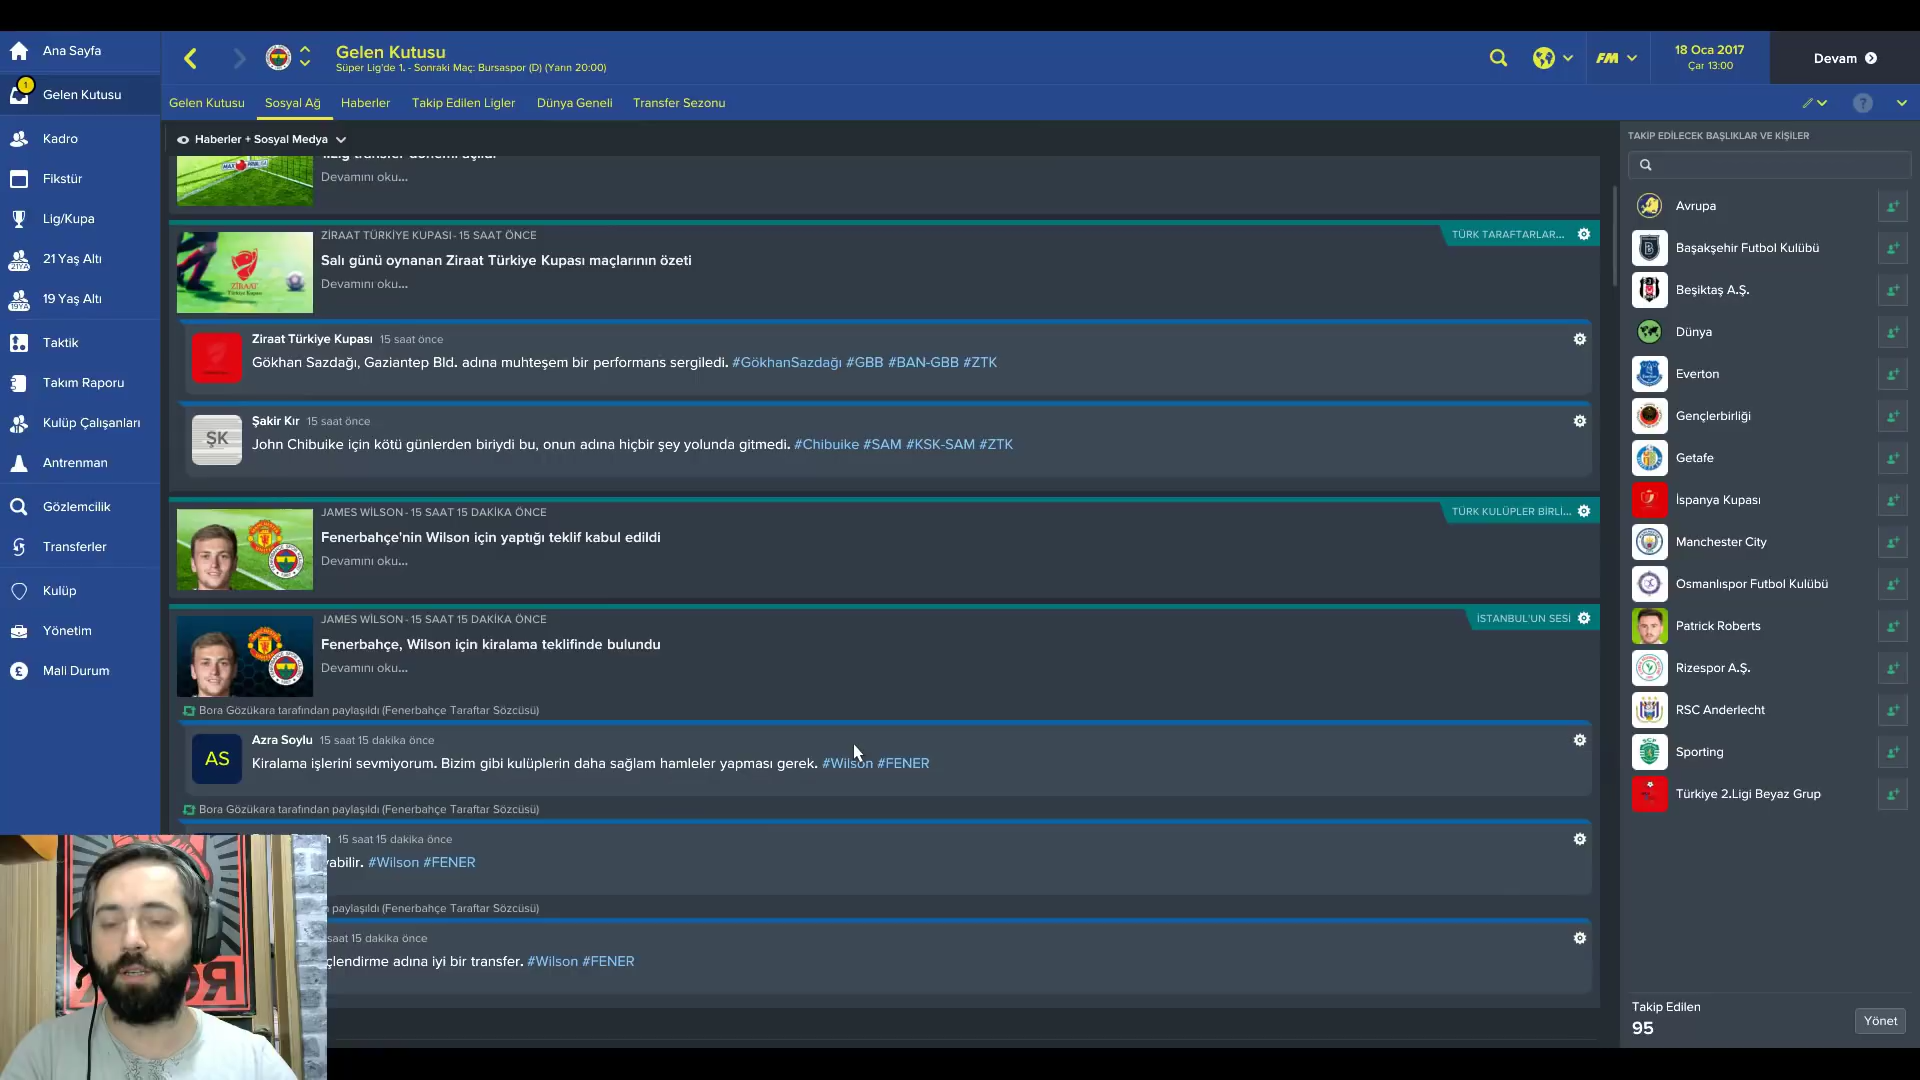 Ana Sayfa
1
Gelen Kutusu
Kadro
Fikstür
Lig/Kupa
21YA
21 Yaş Altı
19YA
19 Yaş Altı
Taktik
Takım Raporu
Kulüp Çalışanları
Antrenman
Gözlemcilik
Transferler
Kulüp
Yönetim
Mali Durum
Gelen Kutusu
Süper Lig'de 1. - Sonraki Maç: Bursaspor (D) (Yarın 20:00)
FM
18 Oca 2017
Çar 13:00
Devam
Gelen Kutusu
Sosyal Ağ
Haberler
Takip Edilen Ligler
Dünya Geneli
Transfer Sezonu
?
Haberler + Sosyal Medya
transfer dönemi açıldı
Devamını oku...
ZİRAAT TÜRKİYE KUPASI - 15 SAAT ÖNCE
TÜRK TARAFTARLAR...
Salı günü oynanan Ziraat Türkiye Kupası maçlarının özeti
Devamını oku...
ZİRAAT
Türkiye Kupası
Ziraat Türkiye Kupası 15 saat önce
Gökhan Sazdağı, Gaziantep Bld. adına muhteşem bir performans sergiledi. #GökhanSazdağı #GBB #BAN-GBB #ZTK
ŞK
Şakir Kır 15 saat önce
John Chibuike için kötü günlerden biriydi bu, onun adına hiçbir şey yolunda gitmedi. #Chibuike #SAM #KSK-SAM #ZTK
JAMES WİLSON - 15 SAAT 15 DAKİKA ÖNCE
TÜRK KULÜPLER BİRLİ...
Fenerbahçe'nin Wilson için yaptığı teklif kabul edildi
Devamını oku...
JAMES WİLSON - 15 SAAT 15 DAKİKA ÖNCE
İSTANBUL'UN SESİ
Fenerbahçe, Wilson için kiralama teklifinde bulundu
Devamını oku...
Bora Gözükara tarafından paylaşıldı (Fenerbahçe Taraftar Sözcüsü)
AS
Azra Soylu 15 saat 15 dakika önce
Kiralama işlerini sevmiyorum. Bizim gibi kulüplerin daha sağlam hamleler yapması gerek. #Wilson #FENER
Bora Gözükara tarafından paylaşıldı (Fenerbahçe Taraftar Sözcüsü)
15 saat 15 dakika önce
abilir. #Wilson #FENER
paylaşıldı (Fenerbahçe Taraftar Sözcüsü)
saat 15 dakika önce
çlendirme adına iyi bir transfer. #Wilson #FENER
TAKİP EDİLECEK BAŞLIKLAR VE KİŞİLER
Avrupa
Başakşehir Futbol Kulübü
Beşiktaş A.Ş.
Dünya
Everton
Gençlerbirliği
Getafe
İspanya Kupası
Manchester City
Osmanlıspor Futbol Kulübü
Patrick Roberts
Rizespor A.Ş.
RSC Anderlecht
Sporting
Türkiye 2.Ligi Beyaz Grup
Takip Edilen
95
Yönet